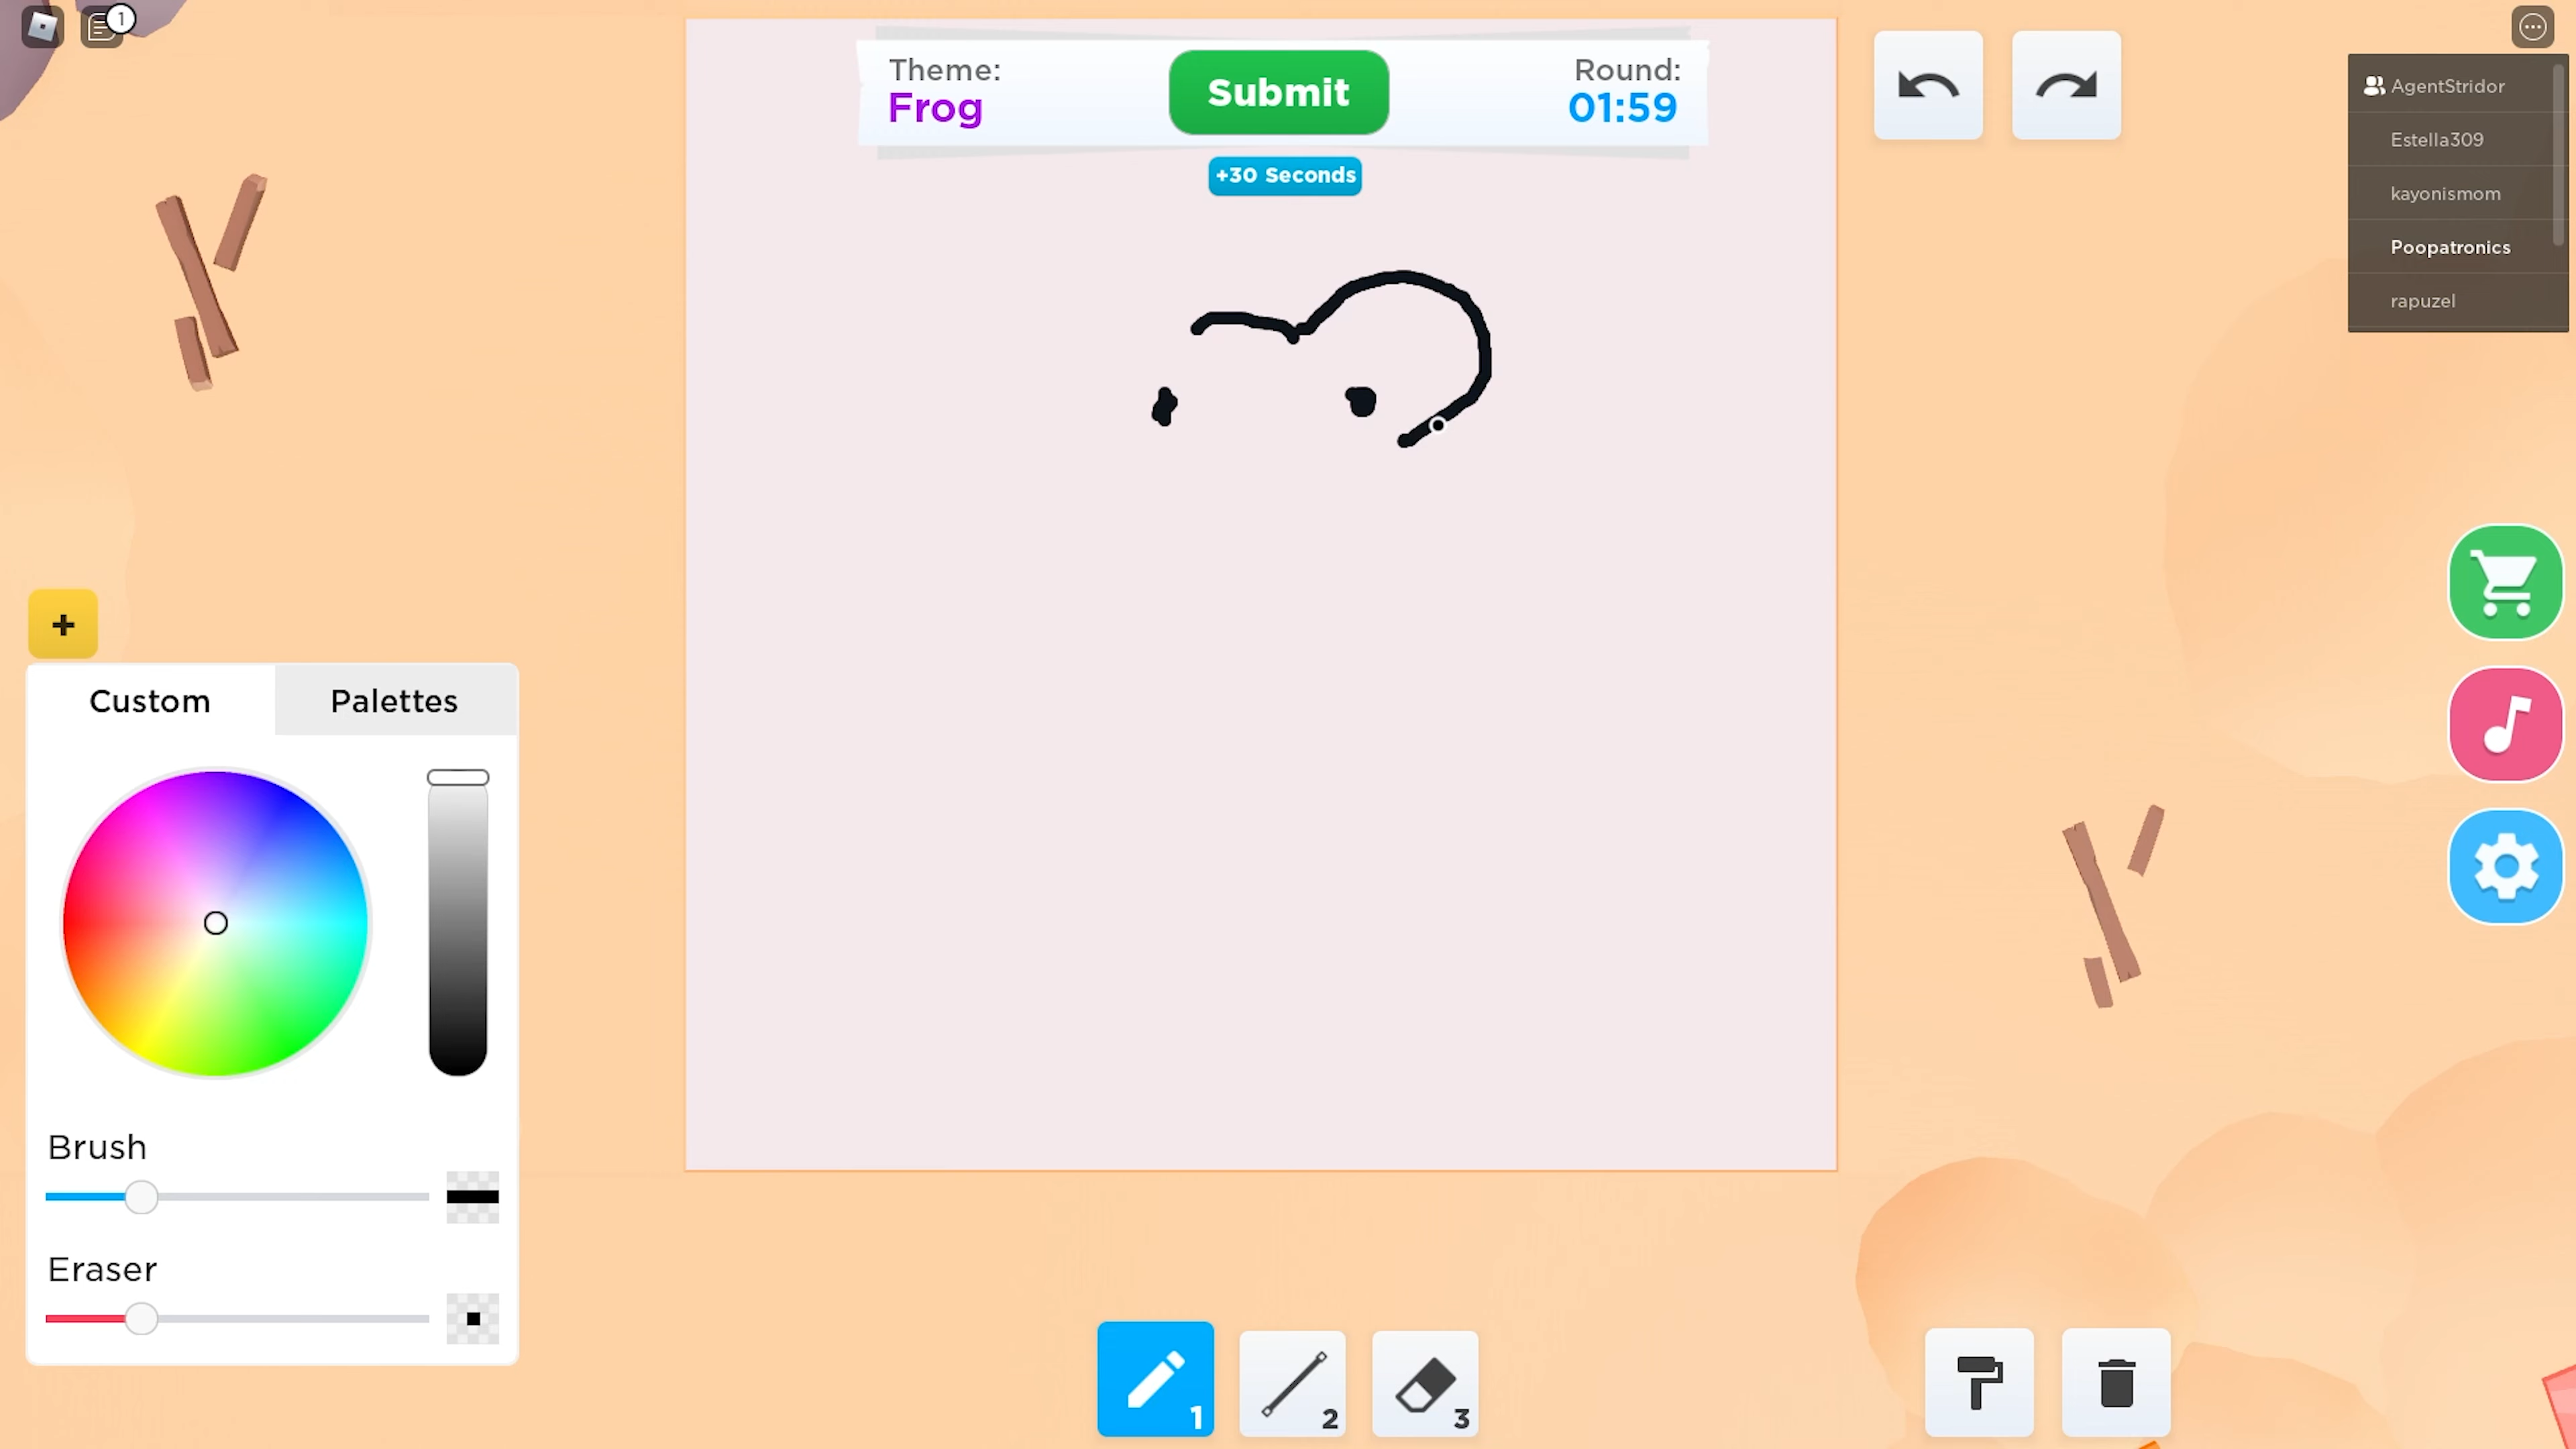 1
Theme:
Frog
Submit
Round:
01:59
+30 Seconds
AgentStridor
Estella309
kayonismom
Poopatronics
rapuzel
+
Custom
Palettes
Brush
Eraser
1
2
3